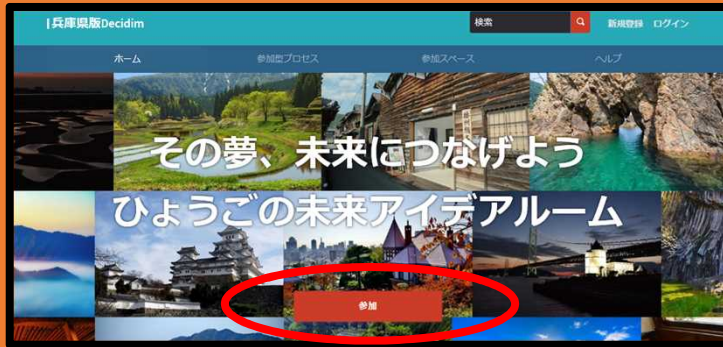 |兵庫県版Decidim
検索
新規登録 ログイン
ホーム 参加型プロセス 参加スペース ヘルプ
その夢、未来につなげよう
ひょうごの未来アイデアルーム
参加